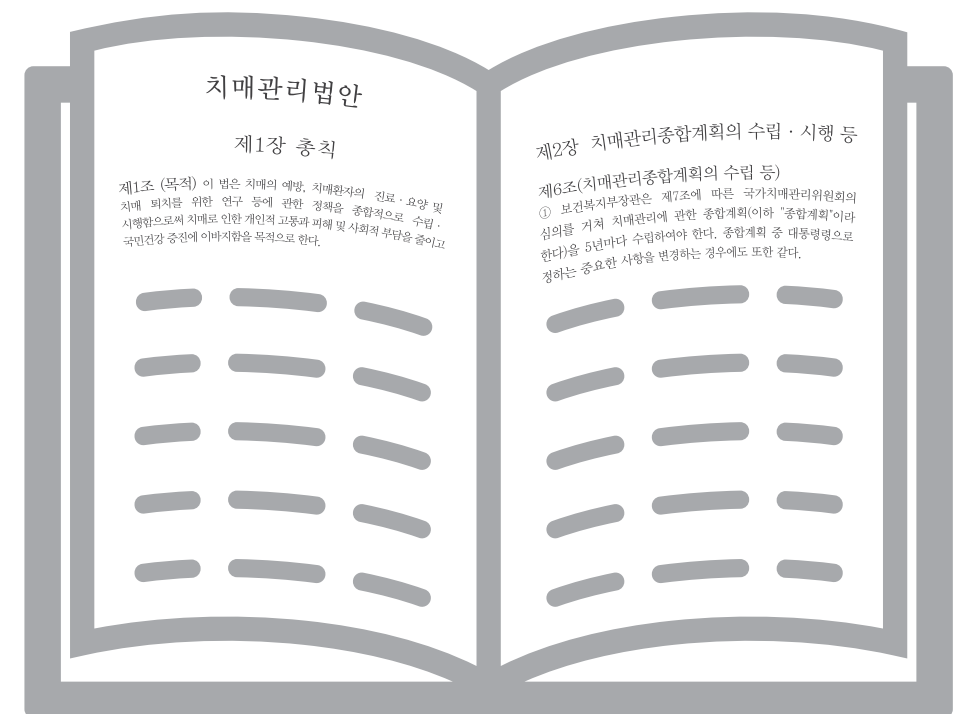 치매관리법안
제1장 총칙
제1조 (목적) 이 법은 치매의 예방, 치매환자의 진료 · 요양 및
치매 퇴치를 위한 연구 등에 관한 정책을 종합적으로 수립 ·
시행함으로써 치매로 인한 개인적 고통과 피해 및 사회적 부담을 줄이고
국민건강 증진에 이바지함을 목적으로 한다.
제2장 치매관리종합계획의 수립 · 시행 등
제6조(치매관리종합계획의 수립 등)
① 보건복지부장관은 제7조에 따른 국가치매관리위원회의
심의를 거쳐 치매관리에 관한 종합계획(이하 "종합계획"이라
한다)을 5년마다 수립하여야 한다. 종합계획 중 대통령령으로
정하는 중요한 사항을 변경하는 경우에도 또한 같다.